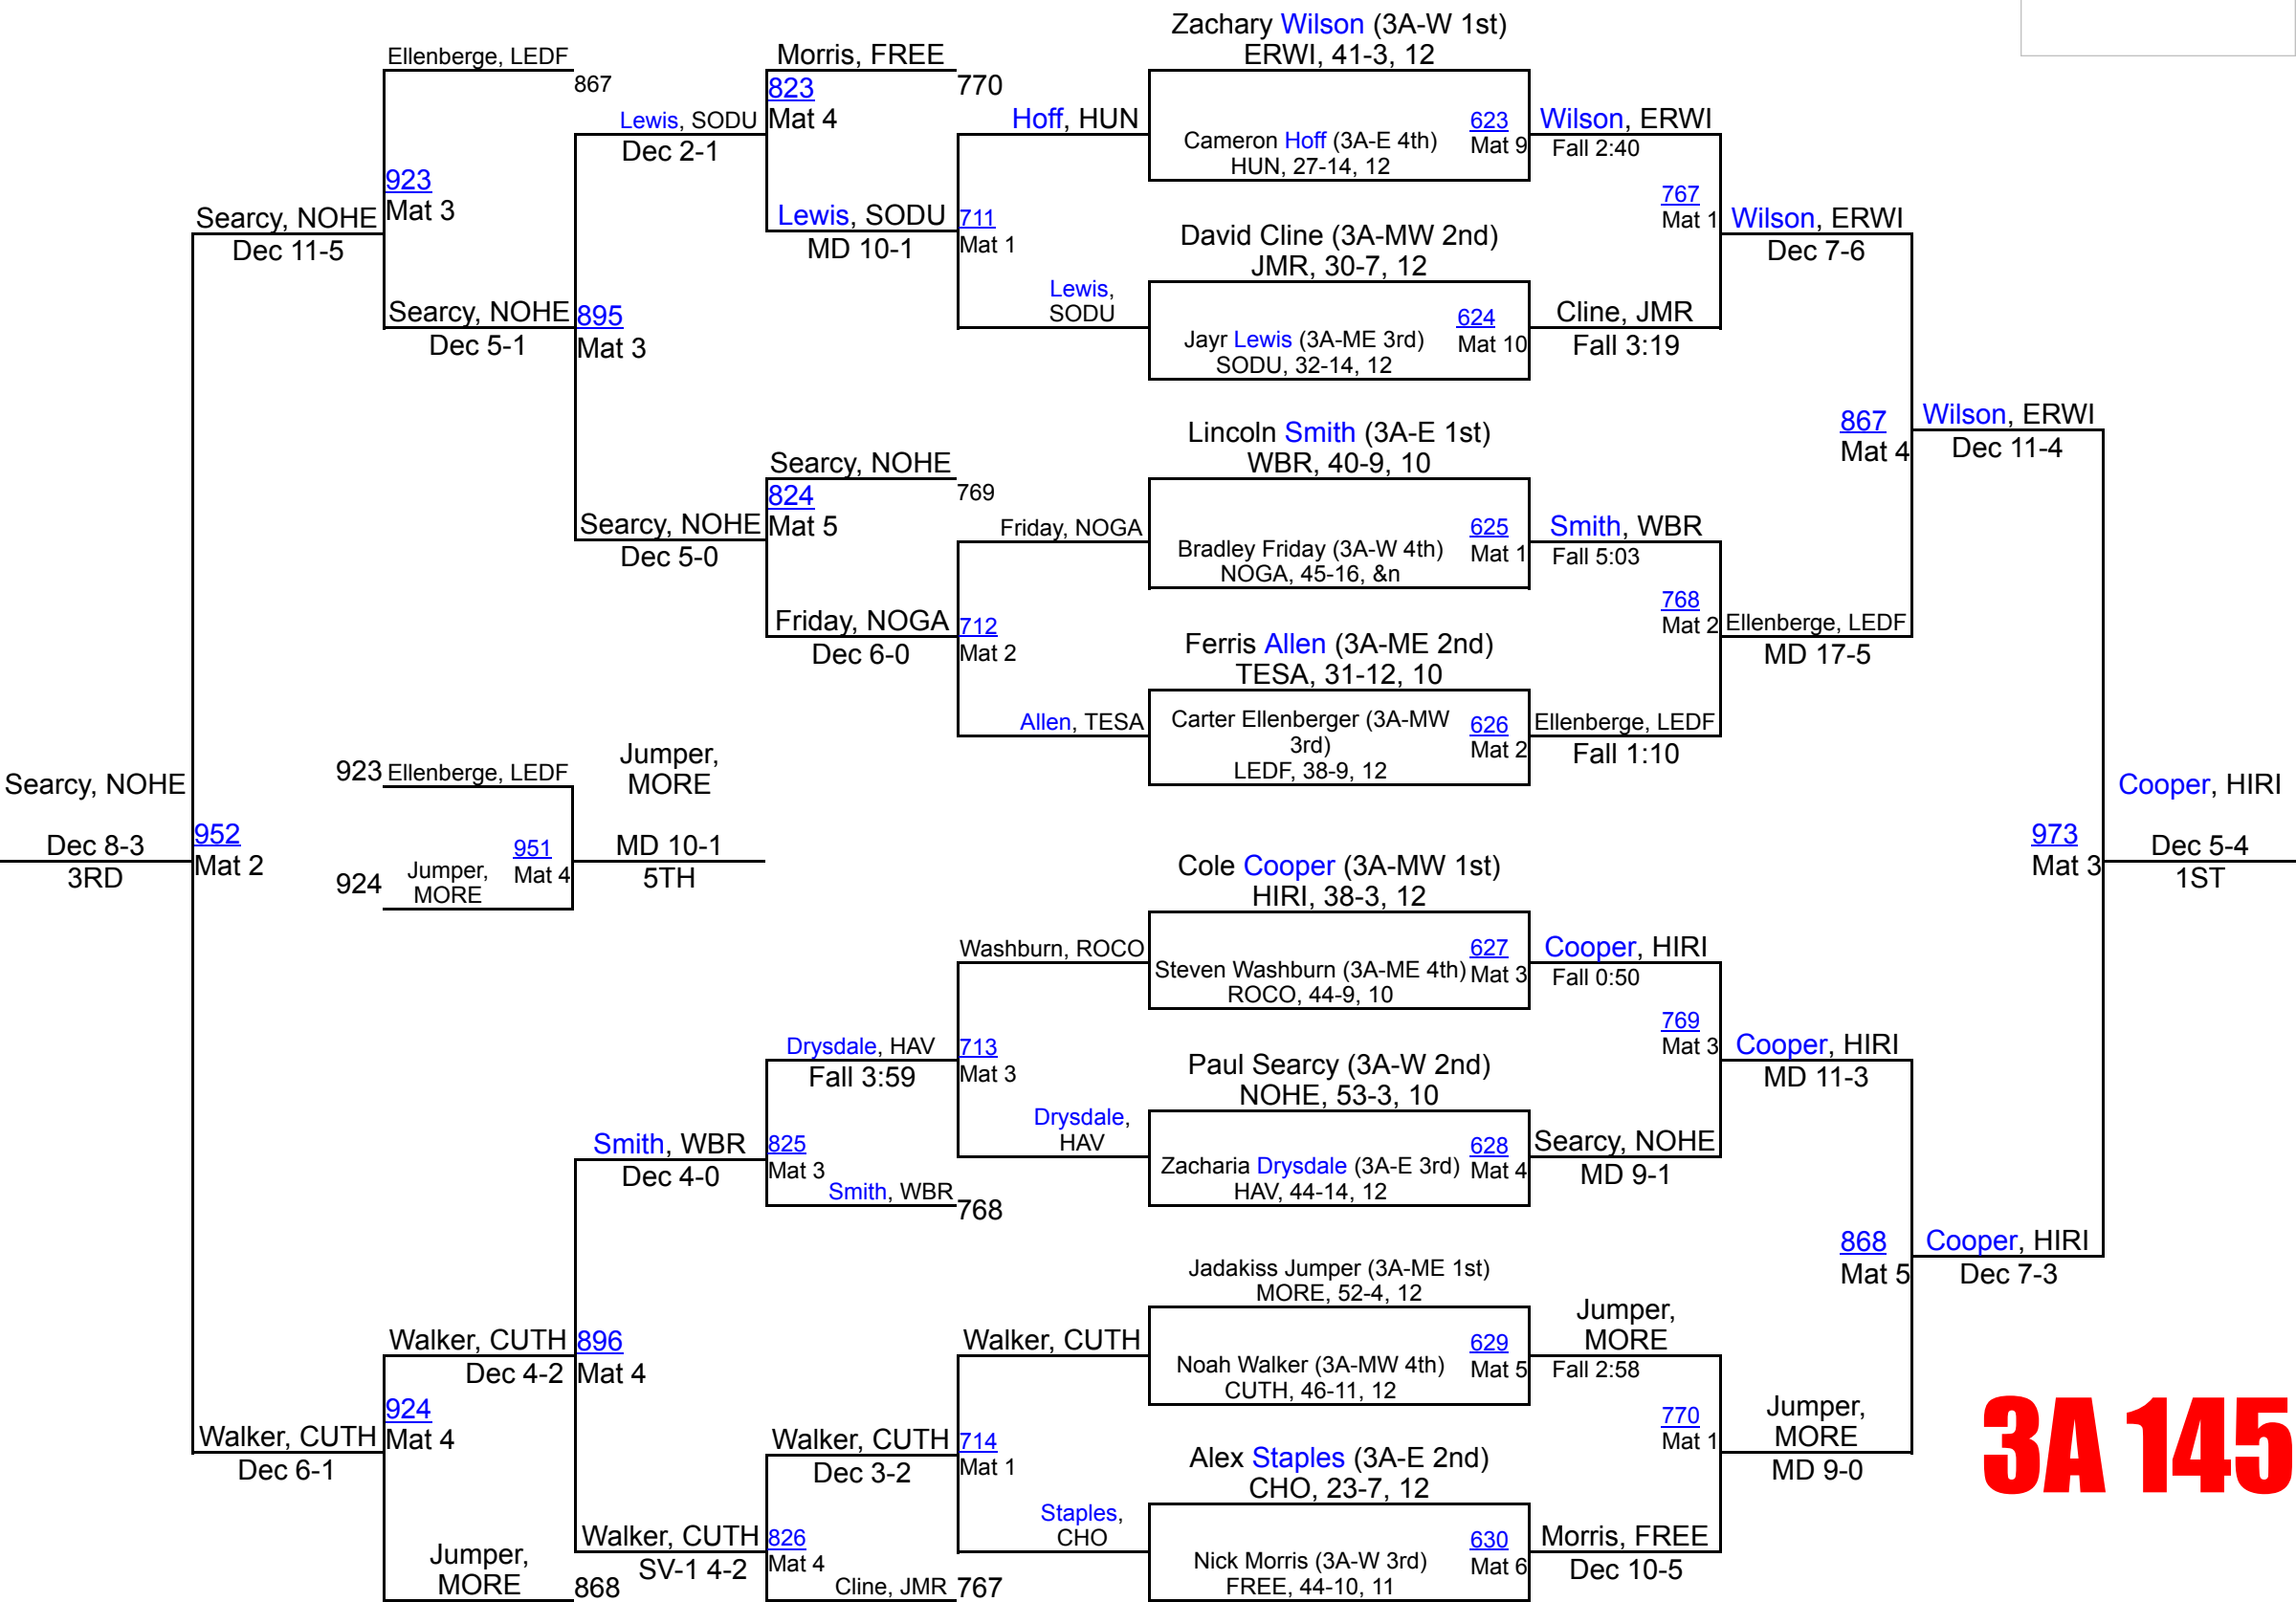 Zachary Wilson (3A-W 1st)
ERWI, 41-3, 12
Cameron Hoff (3A-E 4th)
HUN, 27-14, 12
623
Mat 9
David Cline (3A-MW 2nd)
JMR, 30-7, 12
Jayr Lewis (3A-ME 3rd)
SODU, 32-14, 12
624
Mat 10
Lincoln Smith (3A-E 1st)
WBR, 40-9, 10
Bradley Friday (3A-W 4th)
NOGA, 45-16, &n
625
Mat 1
Ferris Allen (3A-ME 2nd)
TESA, 31-12, 10
Carter Ellenberger (3A-MW
3rd)
LEDF, 38-9, 12
626
Mat 2
Cole Cooper (3A-MW 1st)
HIRI, 38-3, 12
Steven Washburn (3A-ME 4th)
ROCO, 44-9, 10
627
Mat 3
Paul Searcy (3A-W 2nd)
NOHE, 53-3, 10
Zacharia Drysdale (3A-E 3rd)
HAV, 44-14, 12
628
Mat 4
Jadakiss Jumper (3A-ME 1st)
MORE, 52-4, 12
Noah Walker (3A-MW 4th)
CUTH, 46-11, 12
629
Mat 5
Alex Staples (3A-E 2nd)
CHO, 23-7, 12
Nick Morris (3A-W 3rd)
FREE, 44-10, 11
630
Mat 6
Wilson, ERWI
Fall 2:40
767
Mat 1
Cline, JMR
Fall 3:19
Smith, WBR
Fall 5:03
768
Mat 2
Ellenberge, LEDF
Fall 1:10
Cooper, HIRI
Fall 0:50
769
Mat 3
Searcy, NOHE
MD 9-1
Jumper,
MORE
Fall 2:58
770
Mat 1
Morris, FREE
Dec 10-5
Wilson, ERWI
Dec 7-6
867
Mat 4
Ellenberge, LEDF
MD 17-5
Cooper, HIRI
MD 11-3
868
Mat 5
Jumper,
MORE
MD 9-0
Wilson, ERWI
Dec 11-4
973
Mat 3
Cooper, HIRI
Dec 7-3
Cooper, HIRI
Dec 5-4
1ST
Hoff, HUN
711
Mat 1
Lewis,
SODU
Friday, NOGA
712
Mat 2
Allen, TESA
Washburn, ROCO
713
Mat 3
Drysdale,
HAV
Walker, CUTH
714
Mat 1
Staples,
CHO
Morris, FREE
770
823
Mat 4
Lewis, SODU
MD 10-1
Searcy, NOHE
769
824
Mat 5
Friday, NOGA
Dec 6-0
Drysdale, HAV
Fall 3:59
825
Mat 3
Smith, WBR
768
Walker, CUTH
Dec 3-2
826
Mat 4
Cline, JMR
767
Lewis, SODU
Dec 2-1
895
Mat 3
Searcy, NOHE
Dec 5-0
Smith, WBR
Dec 4-0
896
Mat 4
Walker, CUTH
SV-1 4-2
Ellenberge, LEDF
867
923
Mat 3
Searcy, NOHE
Dec 5-1
Walker, CUTH
Dec 4-2
924
Mat 4
Jumper,
MORE
868
Searcy, NOHE
Dec 11-5
952
Mat 2
Walker, CUTH
Dec 6-1
Searcy, NOHE
Dec 8-3
3RD
923
Ellenberge, LEDF
951
Mat 4
924
Jumper,
MORE
Jumper,
MORE
MD 10-1
5TH
3A 145